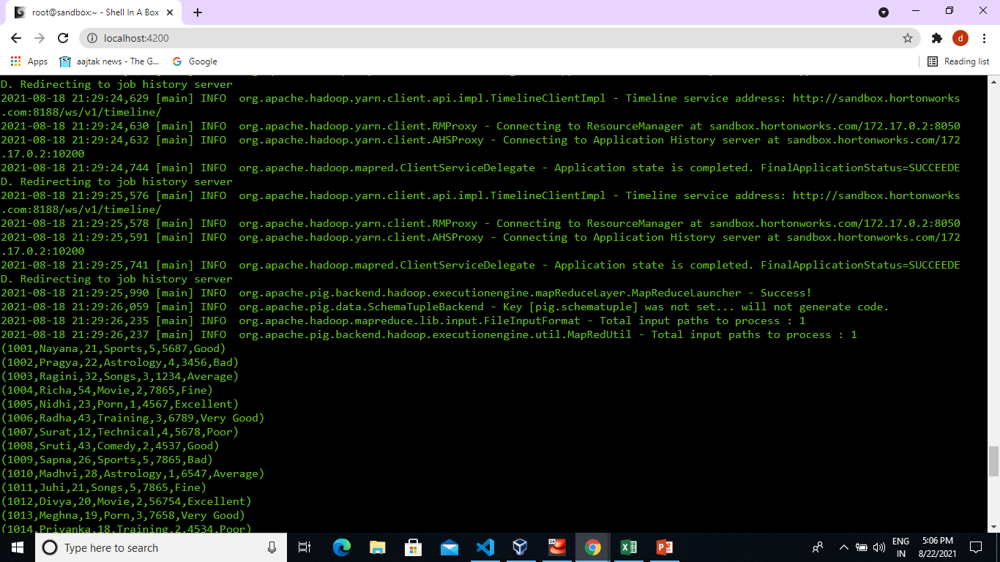 root@sandbox:~ - Shell In A Box
localhost:4200
d
Apps
aajtak news - The G...
Google
Reading list
D. Redirecting to job history server
2021-08-18 21:29:24,629 [main] INFO  org.apache.hadoop.yarn.client.api.impl.TimelineClientImpl - Timeline service address: http://sandbox.hortonworks
.com:8188/ws/v1/timeline/
2021-08-18 21:29:24,630 [main] INFO  org.apache.hadoop.yarn.client.RMProxy - Connecting to ResourceManager at sandbox.hortonworks.com/172.17.0.2:8050
2021-08-18 21:29:24,632 [main] INFO  org.apache.hadoop.yarn.client.AHSProxy - Connecting to Application History server at sandbox.hortonworks.com/172
.17.0.2:10200
2021-08-18 21:29:24,744 [main] INFO  org.apache.hadoop.mapred.ClientServiceDelegate - Application state is completed. FinalApplicationStatus=SUCCEEDE
D. Redirecting to job history server
2021-08-18 21:29:25,576 [main] INFO  org.apache.hadoop.yarn.client.api.impl.TimelineClientImpl - Timeline service address: http://sandbox.hortonworks
.com:8188/ws/v1/timeline/
2021-08-18 21:29:25,578 [main] INFO  org.apache.hadoop.yarn.client.RMProxy - Connecting to ResourceManager at sandbox.hortonworks.com/172.17.0.2:8050
2021-08-18 21:29:25,591 [main] INFO  org.apache.hadoop.yarn.client.AHSProxy - Connecting to Application History server at sandbox.hortonworks.com/172
.17.0.2:10200
2021-08-18 21:29:25,741 [main] INFO  org.apache.hadoop.mapred.ClientServiceDelegate - Application state is completed. FinalApplicationStatus=SUCCEEDE
D. Redirecting to job history server
2021-08-18 21:29:25,990 [main] INFO  org.apache.pig.backend.hadoop.executionengine.mapReduceLayer.MapReduceLauncher - Success!
2021-08-18 21:29:26,059 [main] INFO  org.apache.pig.data.SchemaTupleBackend - Key [pig.schematuple] was not set... will not generate code.
2021-08-18 21:29:26,235 [main] INFO  org.apache.hadoop.mapreduce.lib.input.FileInputFormat - Total input paths to process : 1
2021-08-18 21:29:26,237 [main] INFO  org.apache.pig.backend.hadoop.executionengine.util.MapRedUtil - Total input paths to process : 1
(1001,Nayana,21,Sports,5,5687,Good)
(1002,Pragya,22,Astrology,4,3456,Bad)
(1003,Ragini,32,Songs,3,1234,Average)
(1004,Richa,54,Movie,2,7865,Fine)
(1005,Nidhi,23,Porn,1,4567,Excellent)
(1006,Radha,43,Training,3,6789,Very Good)
(1007,Surat,12,Technical,4,5678,Poor)
(1008,Sruti,43,Comedy,2,4537,Good)
(1009,Sapna,26,Sports,5,7865,Bad)
(1010,Madhvi,28,Astrology,1,6547,Average)
(1011,Juhi,21,Songs,5,7865,Fine)
(1012,Divya,20,Movie,2,56754,Excellent)
(1013,Meghna,19,Porn,3,7658,Very Good)
(1014,Priyanka,18,Training,2,4534,Poor)
Type here to search
ENG
IN
5:06 PM
8/22/2021